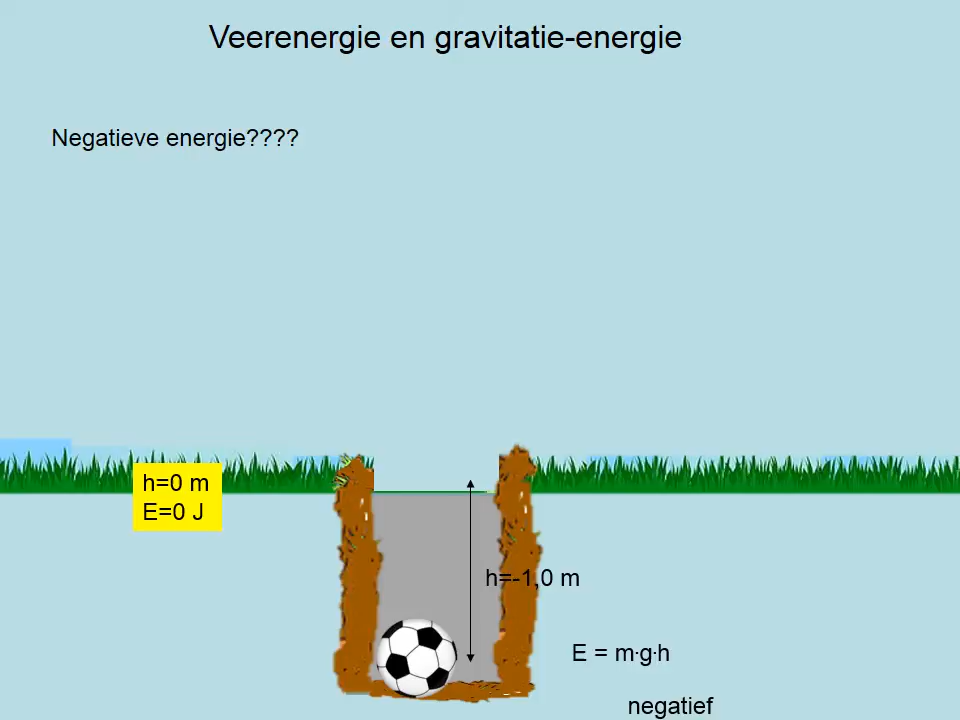 Veerenergie en gravitatie-energie
Negatieve energie????
h=0 m
E=0 J
h=-1,0 m
E = m·g·h
negatief